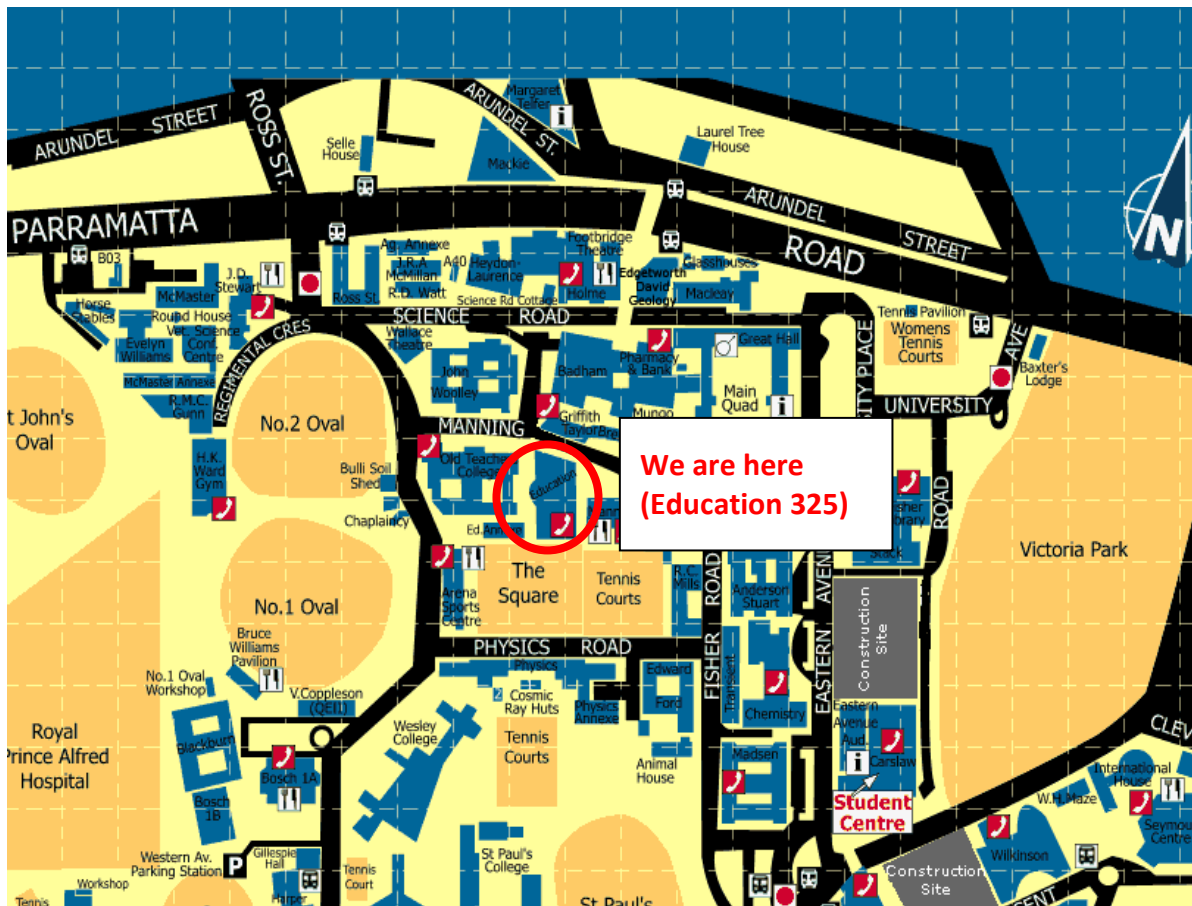 Margaret
Telfer
ARUNDEL STREET
ROSS ST.
ARUNDEL ST.
Selle
House
Mackie
Laurel Tree
House
ARUNDEL
STREET
PARRAMATTA
ROAD
B03
J.D.
Stewart
McMaster
Horse
Stables
Round House
Vet. Science
Conf.
Centre
Evelyn
Williams
McMaster Annexe
R.M.C.
Gunn
REGIMENTAL CRES
Ross St.
Ag. Annexe
J.R.A
McMillan
R.D. Watt
A40
Heydon-
Laurence
Science Rd Cottage
Footbridge
Theatre
Holme
Edgetworth
David
Geology
Glasshouses
Macleay
SCIENCE ROAD
Wallace
Theatre
John
Woolley
Badham
Pharmacy
& Bank
Great Hall
Main
Quad
Griffith
Taylor
Mungo
Tennis Pavilion
Womens
Tennis
Courts
AVE
Baxter's
Lodge
UNIVERSITY
ROAD
t John's
Oval
No.2 Oval
H.K.
Ward
Gym
Bulli Soil
Shed
Chaplaincy
MANNING
Education
Ed.Annexe
We are here
(Education 325)
Stack
Victoria Park
The
Square
Tennis
Courts
R.C.
Mills
Arena
Sports
Centre
Anderson
Stuart
FISHER ROAD
EASTERN AVENU
Construction
Site
No.1 Oval
Bruce
Williams
Pavilion
PHYSICS ROAD
Physics
2
Cosmic
Ray Huts
Physics
Annexe
Edward
Ford
Transient
Chemistry
No.1 Oval
Workshop
V.Coppleson
(QEII)
Wesley
College
Tennis
Courts
Animal
House
Madsen
Eastern
Avenue
Aud.
Carslaw
Student
Centre
CLEV
International
House
W.H.Maze
Seymou
Centre
Wilkinson
Royal
Prince Alfred
Hospital
Blackburn
Bosch 1A
Bosch
1B
Western Av.
Parking Station
P
Gillespie
Hall
Harper
Tennis
Court
St Paul's
College
St Paul's
Workshop
Tennis
Construction
Site
CENT
N